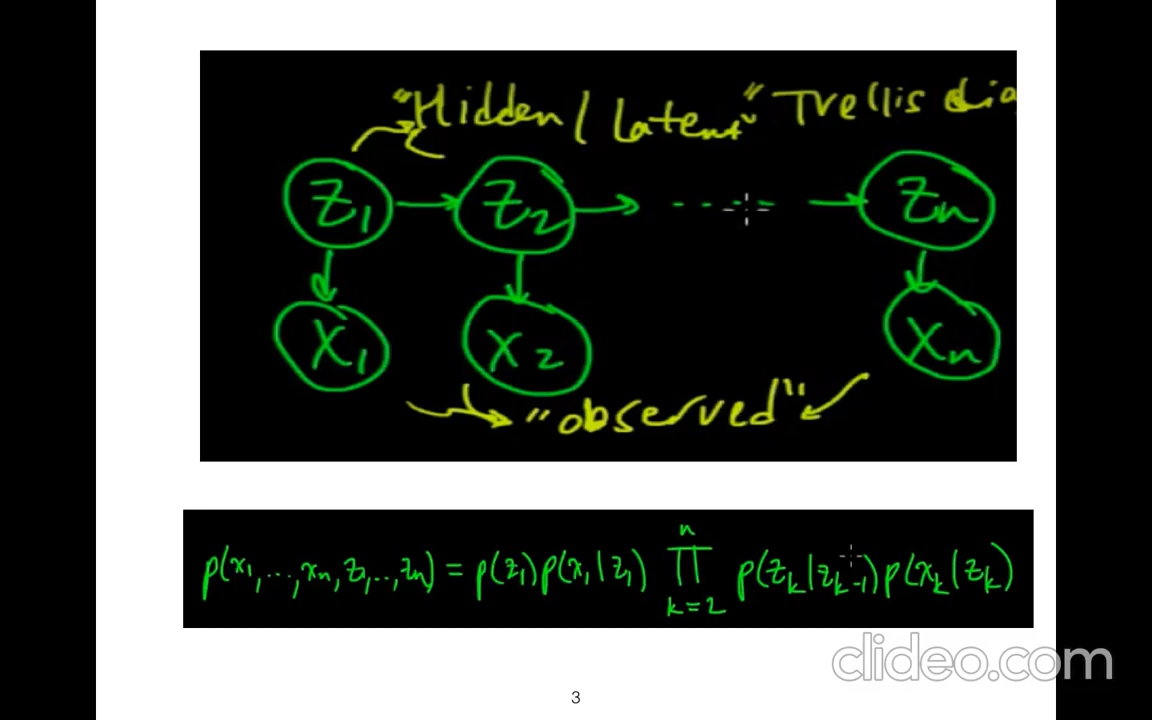 "Hidden / latent" "Trellis dia
Z1 Z2 ---- Zn
X1 X2 Xn
"observed"
p(x1,...,xn,z1,..,zn) = p(z1)p(x1|z1) n∏k=2 p(zk|zk-1)p(xk|zk)
clideo.com
3